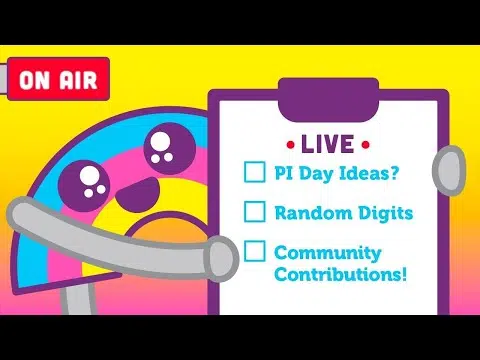 ON AIR
• LIVE •
PI Day Ideas?
Random Digits
Community
Contributions!